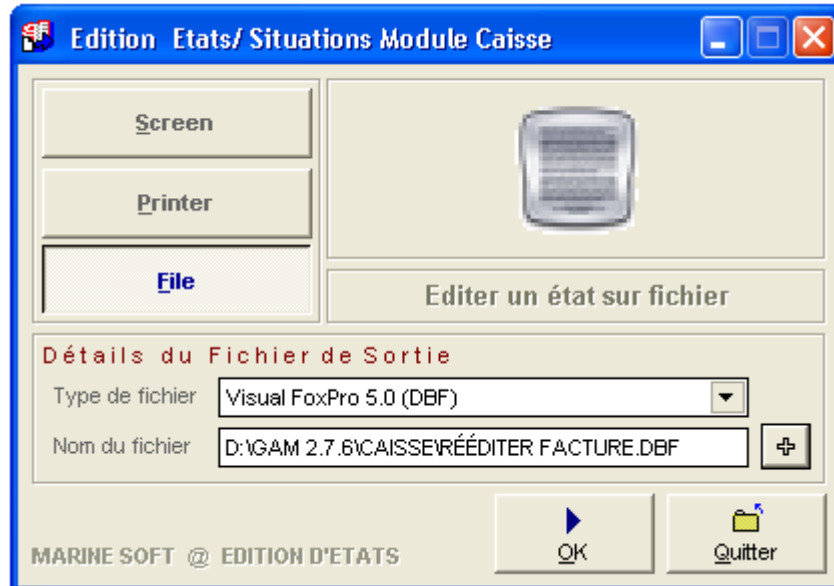 Edition Etats/ Situations Module Caisse
Screen
Printer
File
Editer un état sur fichier
Détails du Fichier de Sortie
Type de fichier Visual FoxPro 5.0 (DBF)
Nom du fichier D:\GAM 2.7.6\CAISSE\RÉÉDITER FACTURE.DBF
OK
Quitter
MARINE SOFT @ EDITION D'ETATS